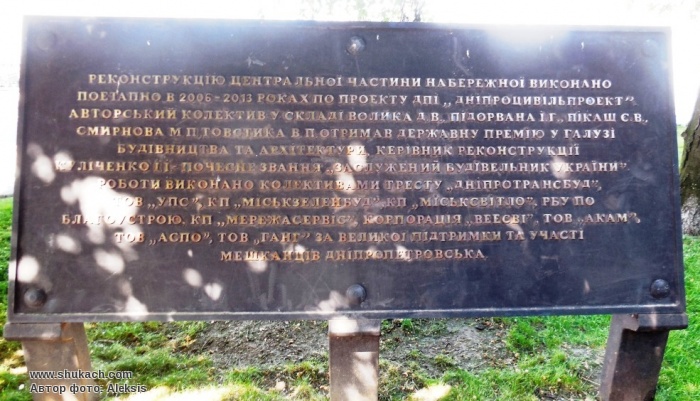 РЕКОНСТРУКЦІЮ ЦЕНТРАЛЬНОЇ ЧАСТИНИ НАБЕРЕЖНОЇ ВИКОНАНО
ПОЕТАПНО В 2006-2013 РОКАХ ПО ПРОЕКТУ ДПІ „ ДНІПРОЦИВІЛЬПРОЕКТ”.
АВТОРСЬКИЙ КОЛЕКТИВ У СКЛАДІ ВОЛИКА Д.В., ПІДОРВАНА І.Г., ПІКАШ С.В.,
СМИРНОВА М.П, ТОВСТИКА В.П ОТРИМАВ ДЕРЖАВНУ ПРЕМІЮ У ГАЛУЗІ
БУДІВНИЦТВА ТА АРХІТЕКТУРИ. КЕРІВНИК РЕКОНСТРУКЦІЇ
КУЛІЧЕНКО І.І.- ПОЧЕСНЕ ЗВАННЯ „ЗАСЛУЖЕНИЙ БУДІВЕЛЬНИК УКРАЇНИ”.
РОБОТИ ВИКОНАНО КОЛЕКТИВАМИ ТРЕСТУ „ДНІПРОТРАНСБУД”,
ТОВ „УПС”, КП „МІСЬКЗЕЛЕНБУД”, КП „МІСЬКСВІТЛО”, РБУ ПО
БЛАГОУСТРОЮ, КП „МЕРЕЖАСЕРВІС”, КОРПОРАЦІЯ „ВЕЕСВІ”, ТОВ „АКАМ”,
ТОВ „АСПО”, ТОВ „ГАНГ” ЗА ВЕЛИКОЇ ПІДТРИМКИ ТА УЧАСТІ
МЕШКАНЦІВ ДНІПРОПЕТРОВСЬКА.
www.shukach.com
Автор фото: Aleksis